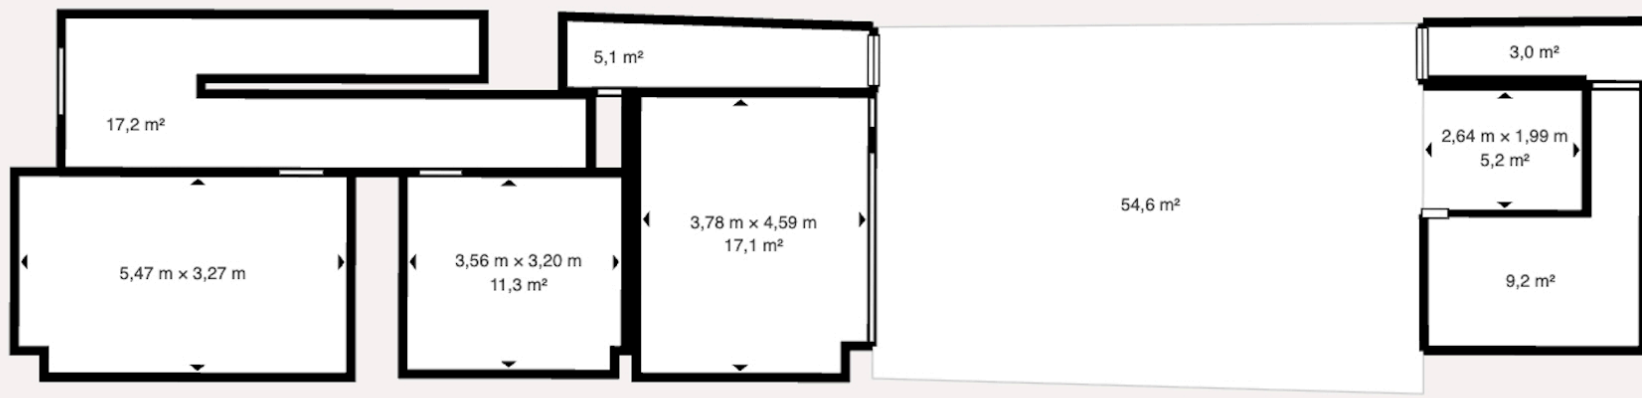 5,1 m²
3,0 m²
17,2 m²
2,64 m × 1,99 m
5,2 m²
54,6 m²
3,78 m × 4,59 m
17,1 m²
3,56 m × 3,20 m
11,3 m²
5,47 m × 3,27 m
9,2 m²